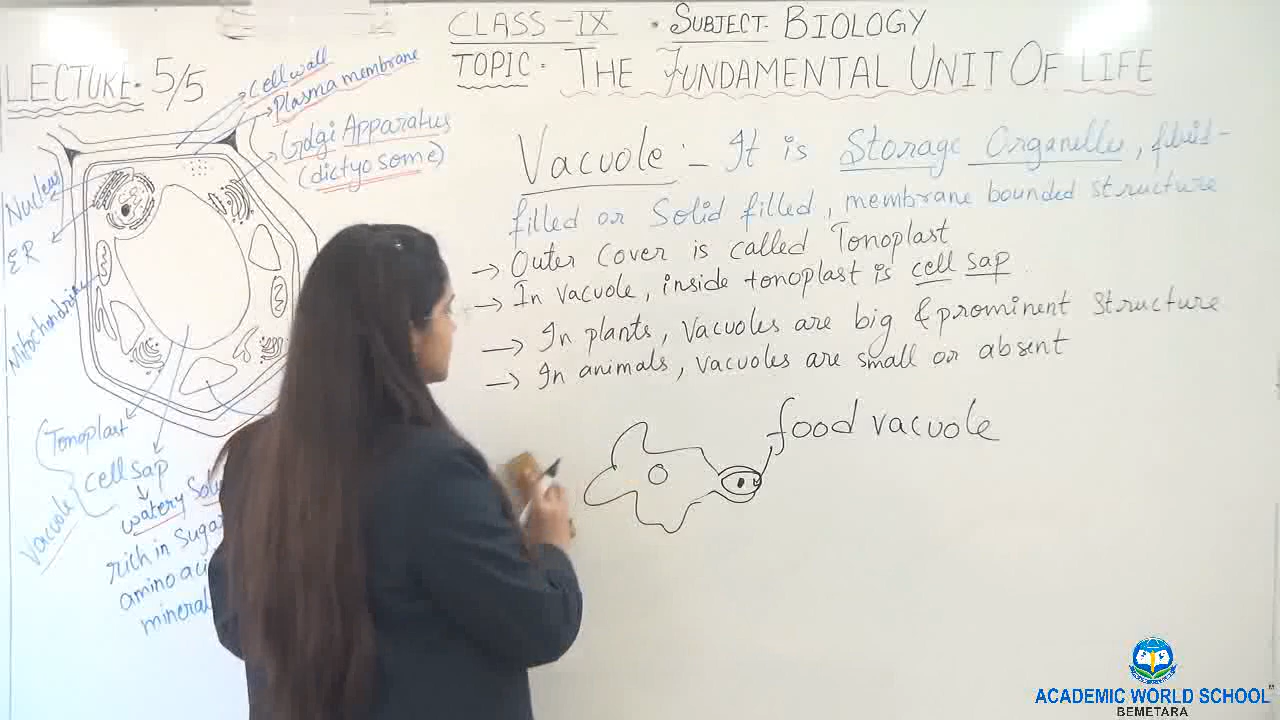 CLASS - IX • SUBJECT. BIOLOGY
LECTURE. 5/5
TOPIC. THE FUNDAMENTAL UNIT OF LIFE
Cell wall
Plasma membrane
Golgi Apparatus
(dictyosome)
Nucleus
ER
Mitochondria
Tonoplast
cell sap
Vacuole
watery
rich in Sugar
amino aci
mineral
Vacuole :- It is Storage Organelle, fluid-
filled or Solid filled, membrane bounded structure
→ Outer cover is called Tonoplast
→ In vacuole, inside tonoplast is cell sap
→ In plants, vacuoles are big & prominent structure
→ In animals, vacuoles are small or absent
food vacuole
ACADEMIC WORLD SCHOOL
BEMETARA